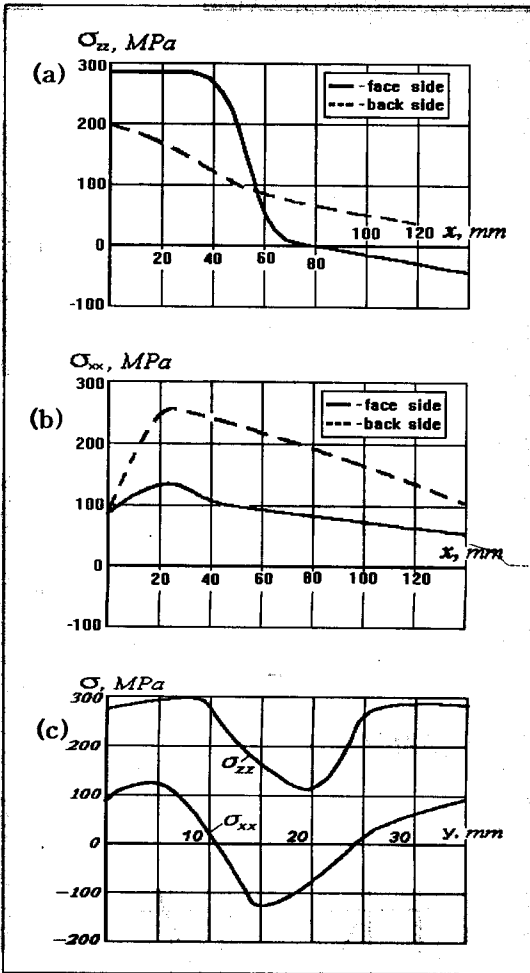 σzz, MPa
(a)
300
200
100
0
-100
-face side
-back side
20
40
60
80
100
120
x, mm
σxx, MPa
(b)
300
200
100
0
-100
-face side
-back side
x, mm
20
40
60
80
100
120
σ, MPa
(c)
300
200
100
0
-100
-200
σzz
σxx
10
20
30
y, mm